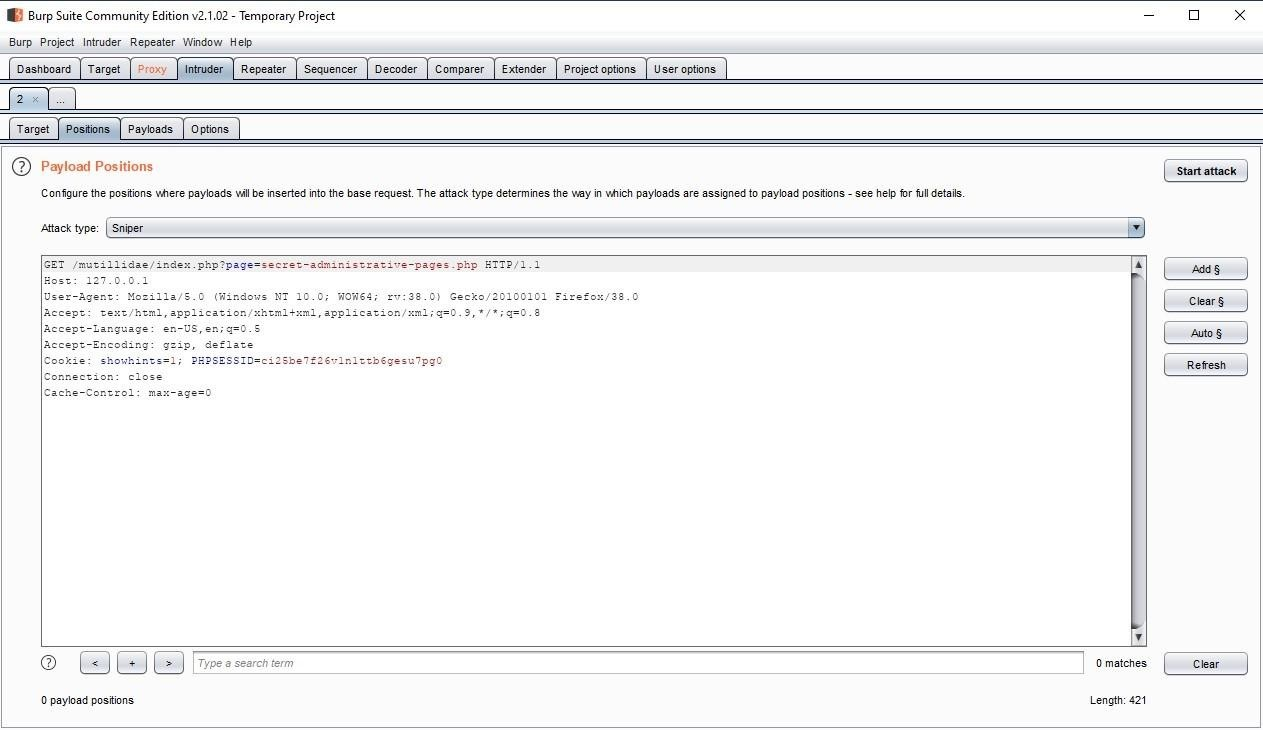 Burp Suite Community Edition v2.1.02 - Temporary Project
Burp Project Intruder Repeater Window Help
Dashboard Target Proxy Intruder Repeater Sequencer Decoder Comparer Extender Project options User options
2 × ...
Target Positions Payloads Options
? Payload Positions
Start attack
Configure the positions where payloads will be inserted into the base request. The attack type determines the way in which payloads are assigned to payload positions - see help for full details.
Attack type: Sniper
GET /mutillidae/index.php?page=secret-administrative-pages.php HTTP/1.1
Host: 127.0.0.1
User-Agent: Mozilla/5.0 (Windows NT 10.0; WOW64; rv:38.0) Gecko/20100101 Firefox/38.0
Accept: text/html,application/xhtml+xml,application/xml;q=0.9,*/*;q=0.8
Accept-Language: en-US,en;q=0.5
Accept-Encoding: gzip, deflate
Cookie: showhints=1; PHPSESSID=ci25be7f26v1n1ttb6gesu7pg0
Connection: close
Cache-Control: max-age=0
Add §
Clear §
Auto §
Refresh
? < + > Type a search term 0 matches Clear
0 payload positions Length: 421